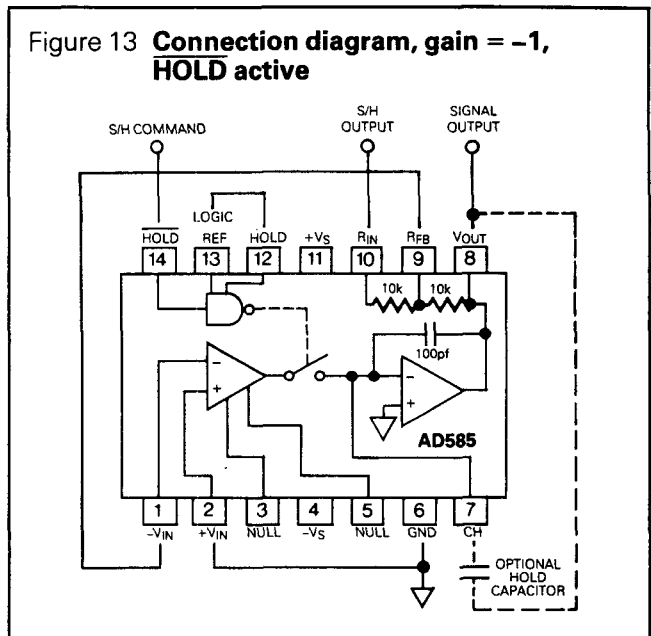 Figure 13 Connection diagram, gain = –1,
HOLD active
S/H COMMAND
S/H
OUTPUT
SIGNAL
OUTPUT
LOGIC
HOLD REF HOLD +VS RIN RFB VOUT
14 13 12 11 10 9 8
10k 10k
100pf
– +
– +
AD585
1 2 3 4 5 6 7
-VIN +VIN NULL -VS NULL GND CH
OPTIONAL
HOLD
CAPACITOR